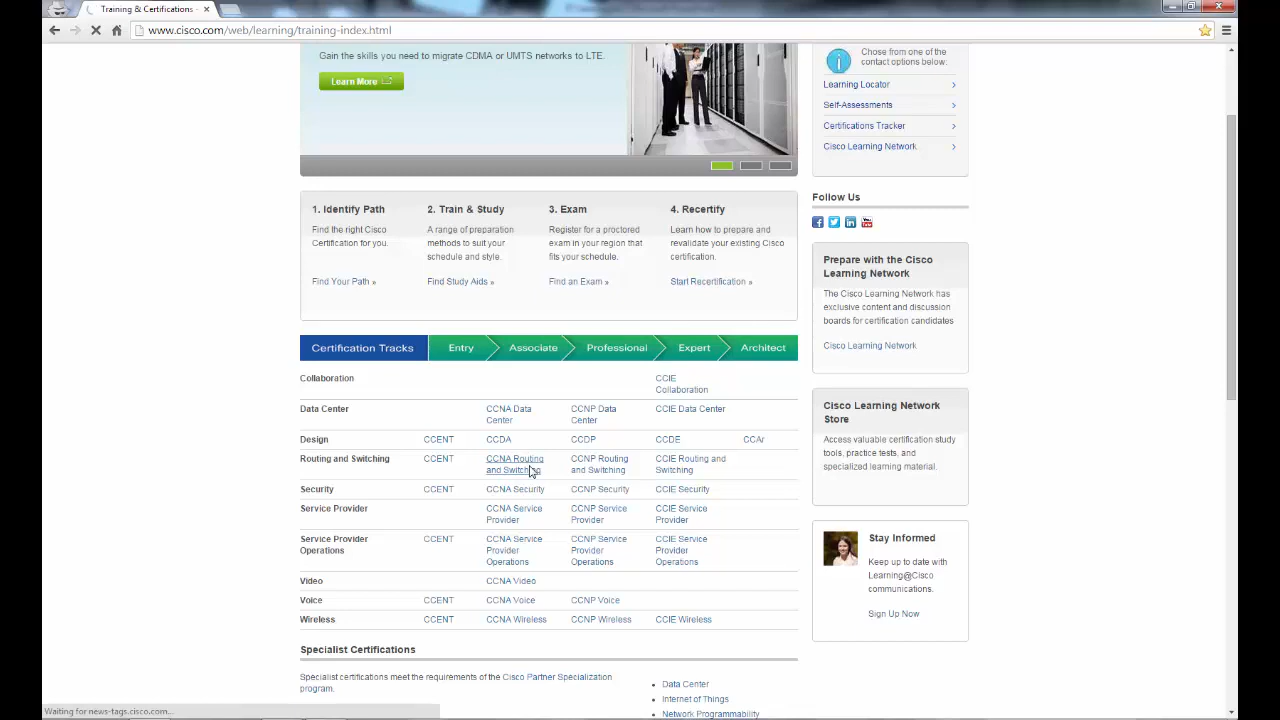 Training & Certifications -
www.cisco.com/web/learning/training-index.html
Gain the skills you need to migrate CDMA or UMTS networks to LTE.
Learn More
Chose from one of the
contact options below:
Learning Locator
Self-Assessments
Certifications Tracker
Cisco Learning Network
Follow Us
1. Identify Path
Find the right Cisco
Certification for you.
Find Your Path »
2. Train & Study
A range of preparation
methods to suit your
schedule and style.
Find Study Aids »
3. Exam
Register for a proctored
exam in your region that
fits your schedule.
Find an Exam »
4. Recertify
Learn how to prepare and
revalidate your existing Cisco
certification.
Start Recertification »
Prepare with the Cisco
Learning Network
The Cisco Learning Network has
exclusive content and discussion
boards for certification candidates
Cisco Learning Network
Certification Tracks Entry Associate Professional Expert Architect
Collaboration CCIE
Collaboration
Data Center CCNA Data CCNP Data CCIE Data Center
Center Center
Design CCENT CCDA CCDP CCDE CCAr
Routing and Switching CCENT CCNA Routing CCNP Routing CCIE Routing and
and Switching and Switching Switching
Security CCENT CCNA Security CCNP Security CCIE Security
Service Provider CCNA Service CCNP Service CCIE Service
Provider Provider Provider
Service Provider CCENT CCNA Service CCNP Service CCIE Service
Operations Provider Provider Provider
Operations Operations Operations
Video CCNA Video
Voice CCENT CCNA Voice CCNP Voice
Wireless CCENT CCNA Wireless CCNP Wireless CCIE Wireless
Cisco Learning Network
Store
Access valuable certification study
tools, practice tests, and
specialized learning material.
Stay Informed
Keep up to date with
Learning@Cisco
communications.
Sign Up Now
Specialist Certifications
Specialist certifications meet the requirements of the Cisco Partner Specialization
program.
• Data Center
• Internet of Things
• Network Programmability
Waiting for news-tags.cisco.com...